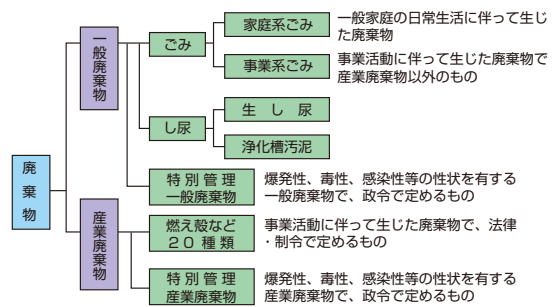 廃棄物
一般廃棄物
ごみ
家庭系ごみ
一般家庭の日常生活に伴って生じ
た廃棄物
事業系ごみ
事業活動に伴って生じた廃棄物で
産業廃棄物以外のもの
し尿
生し尿
浄化槽汚泥
特別管理
一般廃棄物
爆発性、毒性、感染性等の性状を有する
一般廃棄物で、政令で定めるもの
産業廃棄物
燃え殻など
20種類
事業活動に伴って生じた廃棄物で、法律
・制令で定めるもの
特別管理
産業廃棄物
爆発性、毒性、感染性等の性状を有する
産業廃棄物で、政令で定めるもの